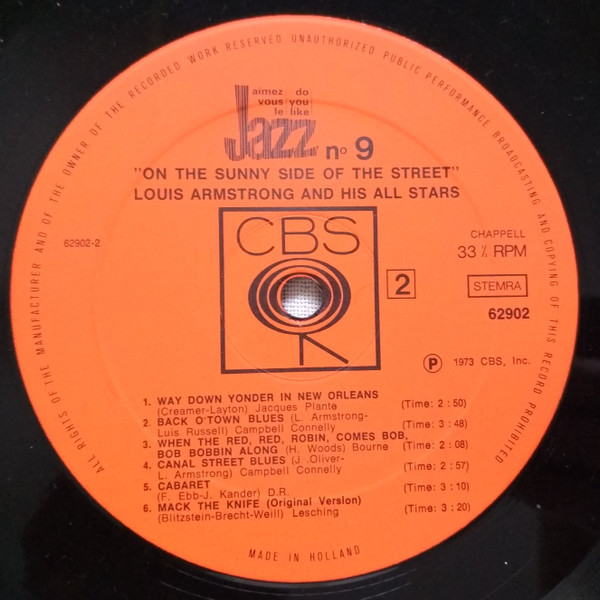 ALL RIGHTS OF THE MANUFACTURER AND OF THE OWNER OF THE RECORDED WORK RESERVED UNAUTHORIZED PUBLIC PERFORMANCE BROADCASTING AND COPYING OF THIS RECORD PROHIBITED
aimez do
vous you
le like
Jazz nº 9
"ON THE SUNNY SIDE OF THE STREET"
LOUIS ARMSTRONG AND HIS ALL STARS
CBS
62902-2
CHAPPELL
33 ⅓ RPM
2
STEMRA
62902
Ⓟ 1973 CBS, Inc.
1. WAY DOWN YONDER IN NEW ORLEANS
(Creamer-Layton) Jacques Plante (Time: 2 : 50)
2. BACK O'TOWN BLUES (L. Armstrong-
Luis Russell) Campbell Connelly (Time: 3 : 48)
3. WHEN THE RED, RED, ROBIN, COMES BOB,
BOB BOBBIN ALONG (H. Woods) Bourne (Time: 2 : 08)
4. CANAL STREET BLUES (J .Oliver-
L. Armstrong) Campbell Connelly (Time: 2 : 57)
5. CABARET
(F. Ebb-J. Kander) D.R. (Time: 3 : 10)
6. MACK THE KNIFE (Original Version)
(Blitzstein-Brecht-Weill) Lesching (Time: 3 : 20)
MADE IN HOLLAND